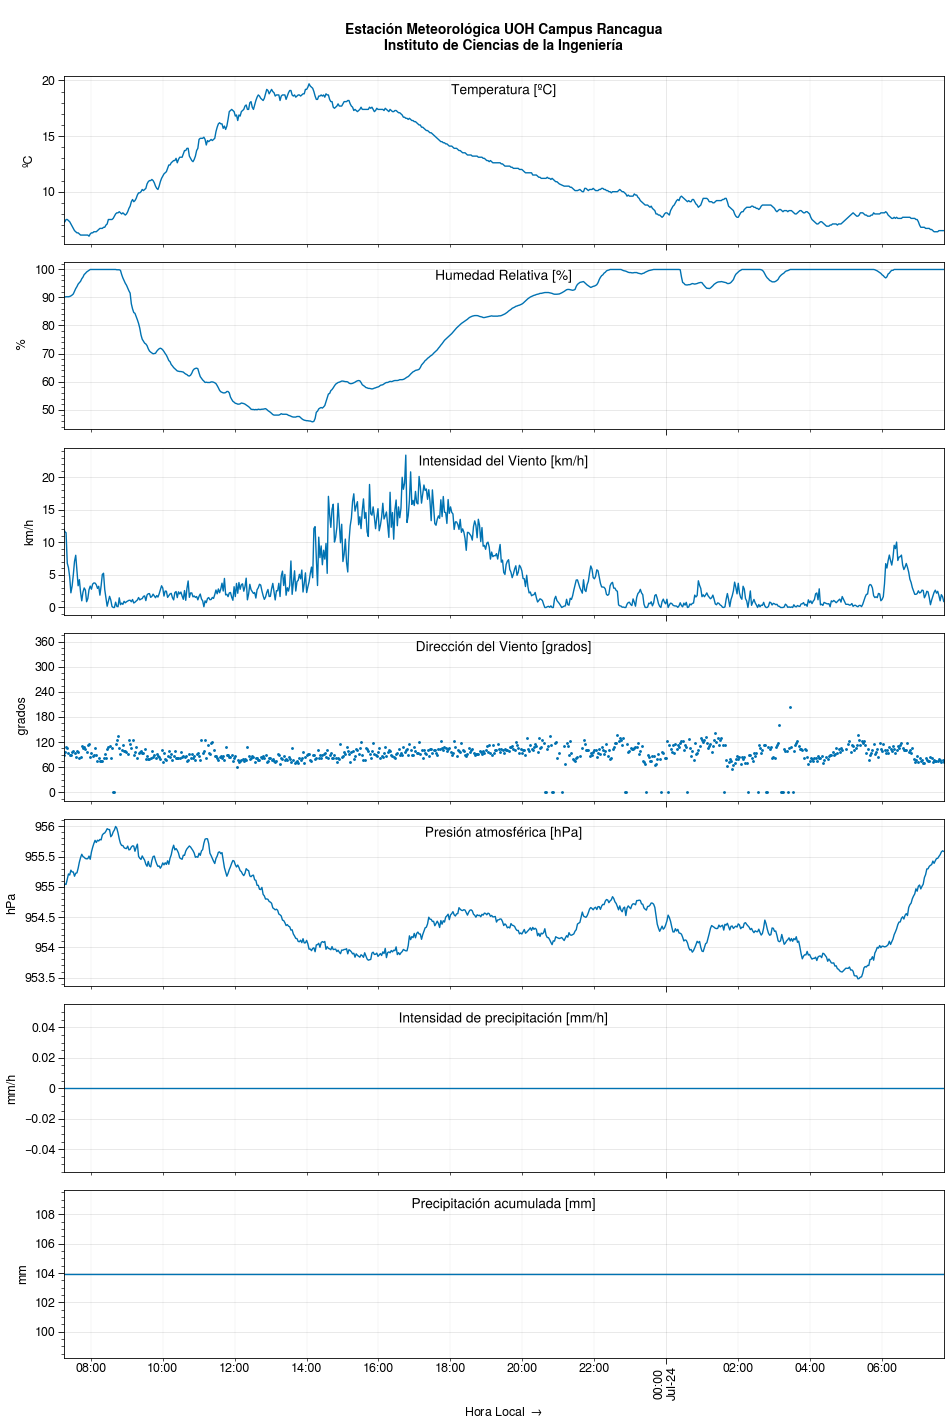 Estación Meteorológica UOH Campus Rancagua
Instituto de Ciencias de la Ingeniería
Temperatura [ºC]
20
15
10
ºC
Humedad Relativa [%]
100
90
80
70
60
50
%
Intensidad del Viento [km/h]
20
15
10
5
0
km/h
Dirección del Viento [grados]
360
300
240
180
120
60
0
grados
Presión atmosférica [hPa]
956
955.5
955
954.5
954
953.5
hPa
Intensidad de precipitación [mm/h]
0.04
0.02
0
−0.02
−0.04
mm/h
Precipitación acumulada [mm]
108
106
104
102
100
mm
08:00 10:00 12:00 14:00 16:00 18:00 20:00 22:00 00:00 02:00 04:00 06:00
Jul-24
Hora Local →